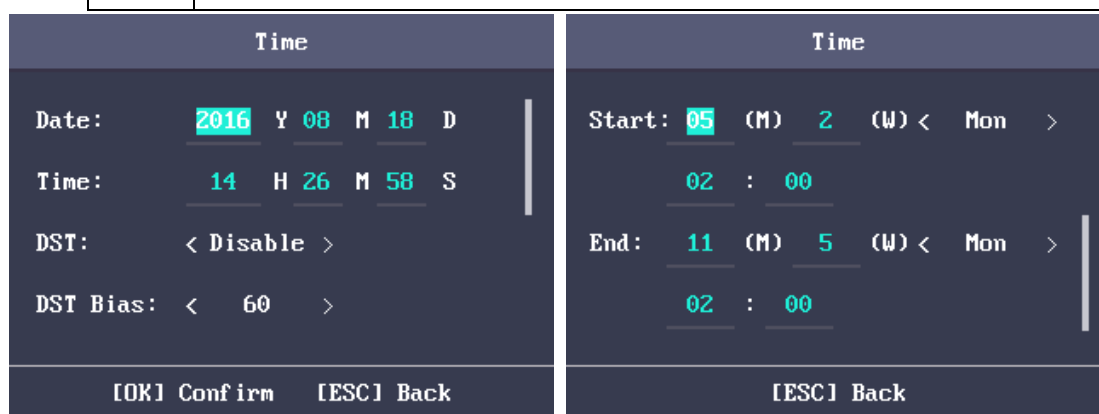 Time
Date: 2016 Y 08 M 18 D
Time: 14 H 26 M 58 S
DST: < Disable >
DST Bias: < 60 >
[OK] Confirm [ESC] Back
Time
Start: 05 (M) 2 (W) < Mon >
02 : 00
End: 11 (M) 5 (W) < Mon >
02 : 00
[ESC] Back